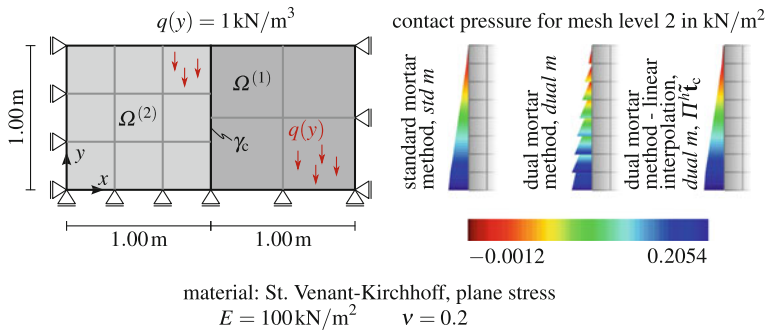 q(y) = 1 kN/m³
contact pressure for mesh level 2 in kN/m²
1.00 m
Ω⁽²⁾
Ω⁽¹⁾
q(y)
γc
y
x
1.00 m
1.00 m
standard mortar
method, std m
dual mortar
method, dual m
dual mortar
method - linear
interpolation,
dual m, Πʰt̃c
−0.0012
0.2054
material: St. Venant-Kirchhoff, plane stress
E = 100 kN/m²
ν = 0.2